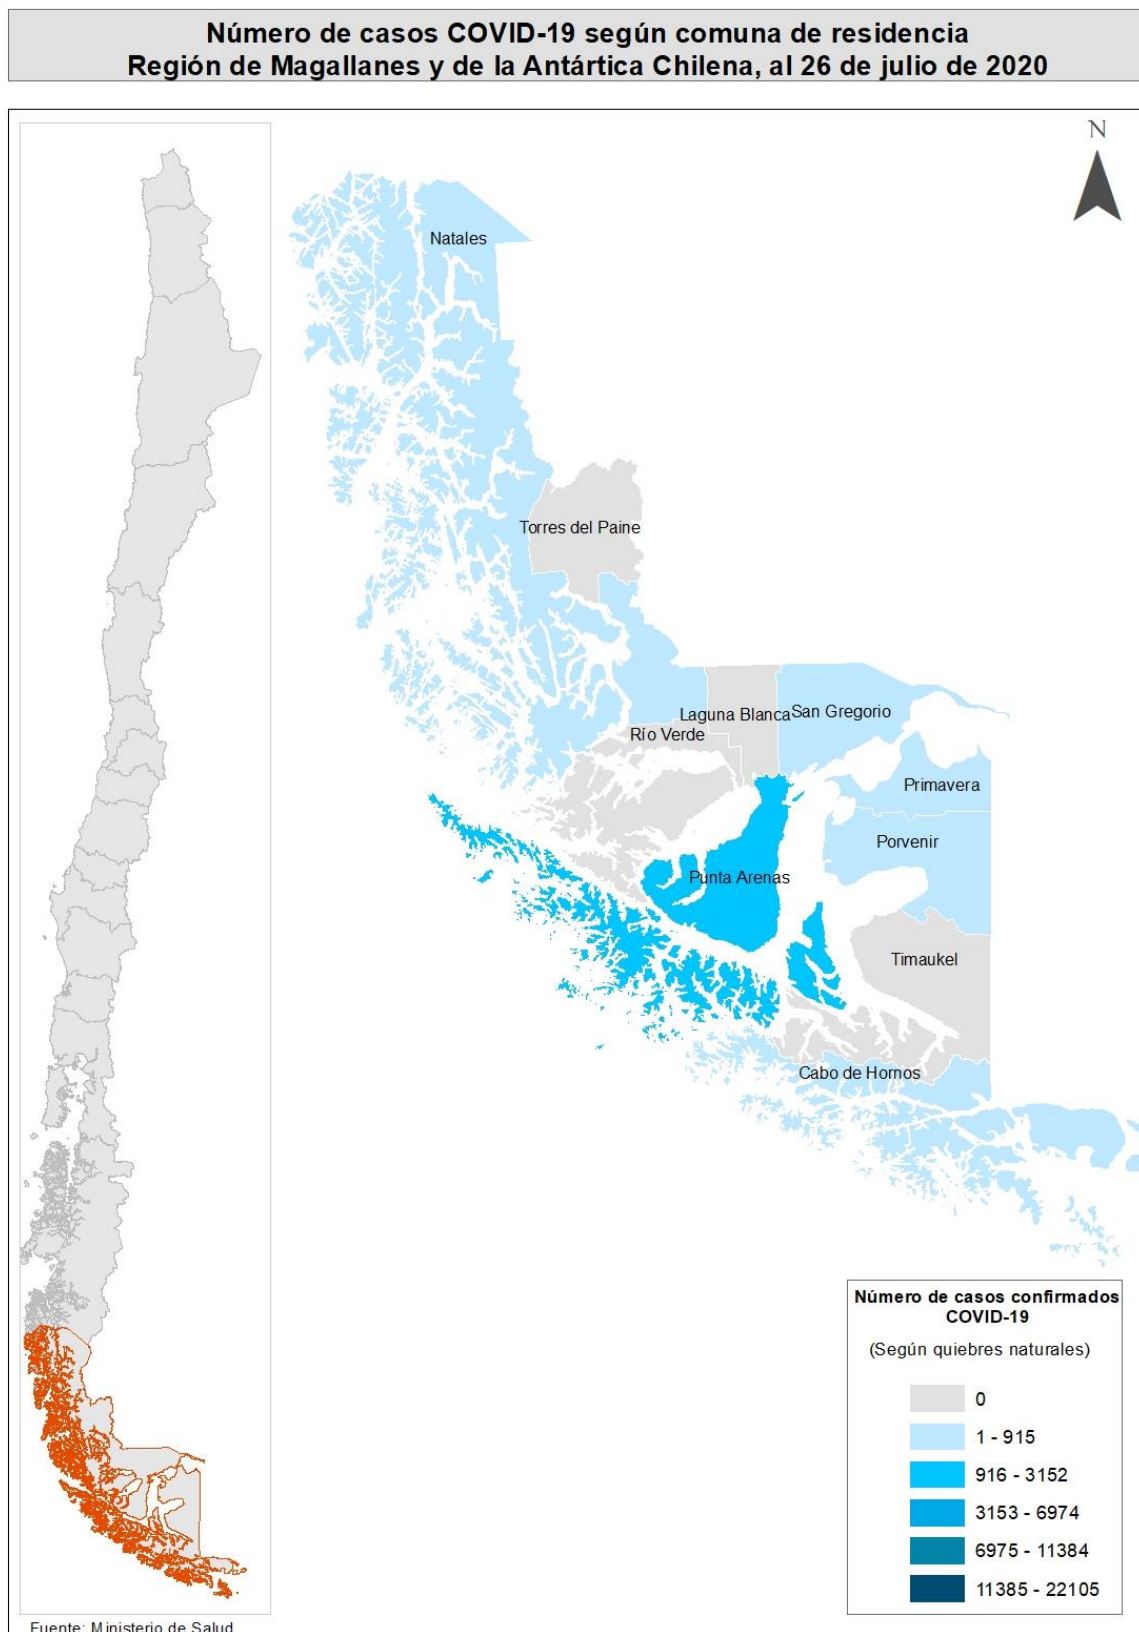 Número de casos COVID-19 según comuna de residencia
Región de Magallanes y de la Antártica Chilena, al 26 de julio de 2020
N
Natales
Torres del Paine
Laguna Blanca
San Gregorio
Río Verde
Primavera
Porvenir
Punta Arenas
Timaukel
Cabo de Hornos
Número de casos confirmados
COVID-19
(Según quiebres naturales)
0
1 - 915
916 - 3152
3153 - 6974
6975 - 11384
11385 - 22105
Fuente: Ministerio de Salud